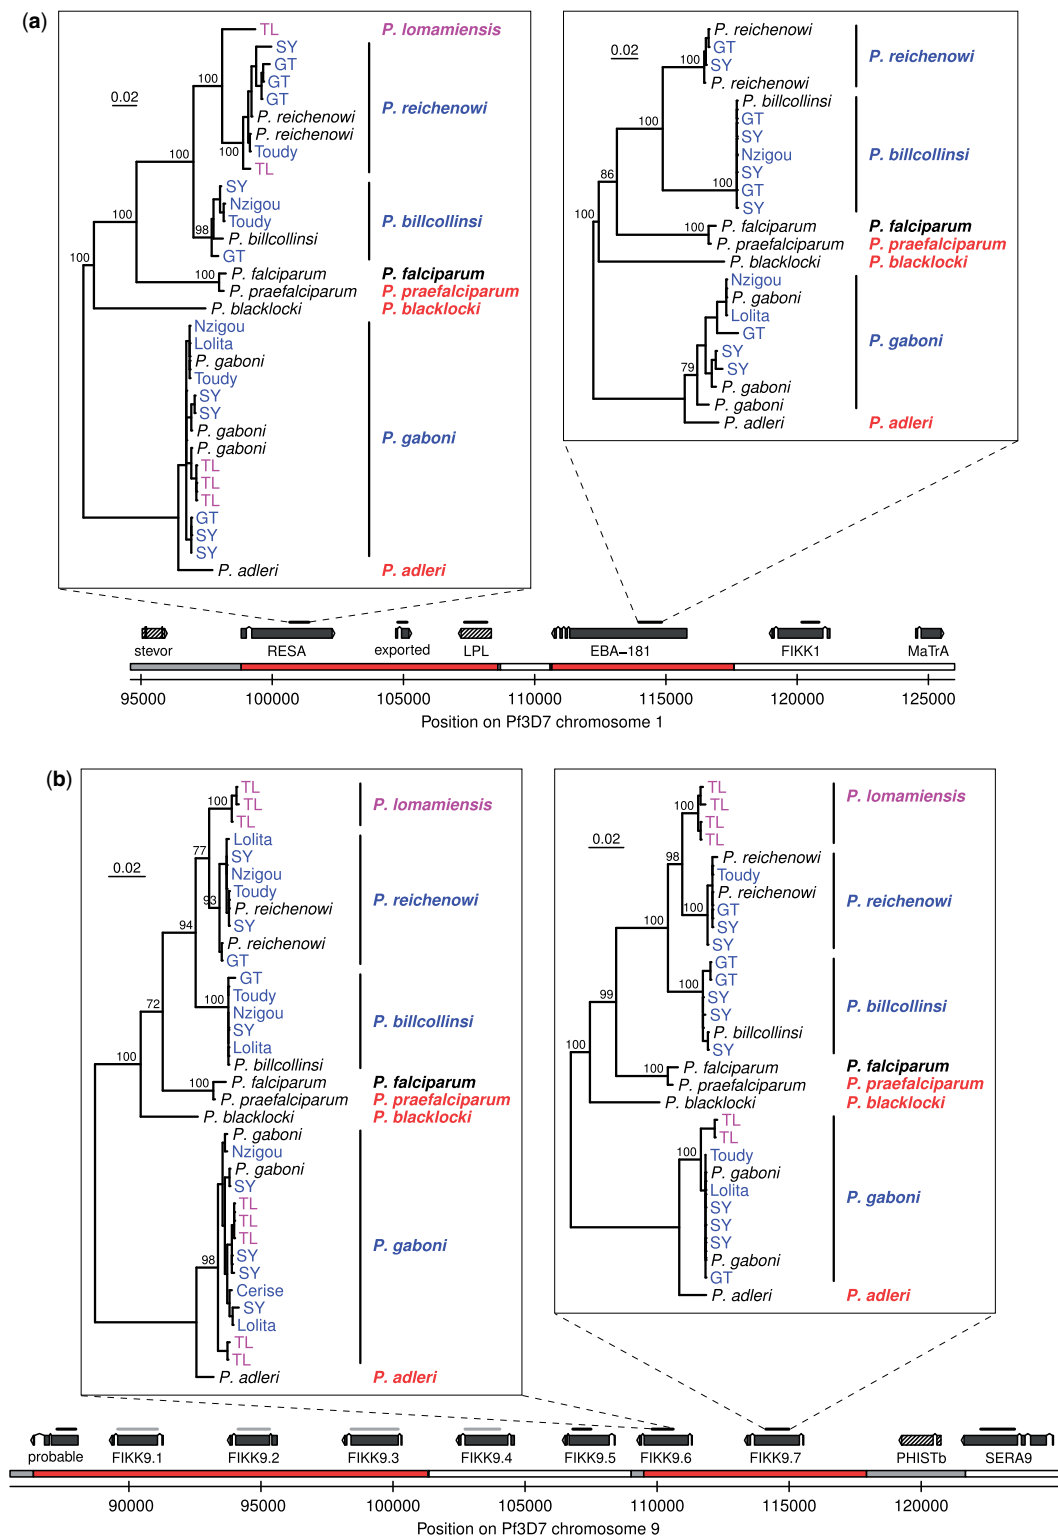 (a)
0.02
TL P. lomamiensis
SY
GT
GT
GT
P. reichenowi
P. reichenowi
P. reichenowi
Toudy
TL
SY
Nzigou
Toudy
P. billcollinsi
P. billcollinsi
GT
P. falciparum P. falciparum
P. praefalciparum P. praefalciparum
P. blacklocki P. blacklocki
Nzigou
Lolita
P. gaboni
Toudy
SY
SY
P. gaboni
P. gaboni
P. gaboni
TL
TL
TL
GT
SY
SY
P. adleri P. adleri
100
100
100
98
100
100
100
0.02
P. reichenowi
GT
SY
P. reichenowi
P. reichenowi
P. billcollinsi
GT
SY
Nzigou
P. billcollinsi
SY
GT
SY
P. falciparum P. falciparum
P. praefalciparum P. praefalciparum
P. blacklocki P. blacklocki
Nzigou
P. gaboni
Lolita
GT
P. gaboni
SY
SY
P. gaboni
P. gaboni
P. adleri P. adleri
100
100
100
86
100
100
79
stevor RESA exported LPL EBA−181 FIKK1 MaTrA
95000 100000 105000 110000 115000 120000 125000
Position on Pf3D7 chromosome 1
(b)
0.02
TL
TL
TL
P. lomamiensis
Lolita
SY
Nzigou
Toudy
P. reichenowi
SY
P. reichenowi
GT
P. reichenowi
GT
Toudy
Nzigou
SY
Lolita
P. billcollinsi
P. billcollinsi
P. falciparum P. falciparum
P. praefalciparum P. praefalciparum
P. blacklocki P. blacklocki
P. gaboni
Nzigou
P. gaboni
SY
TL
TL
TL
SY
SY
Cerise
SY
Lolita
TL
TL
P. gaboni
P. adleri P. adleri
100
77
93
94
100
72
100
100
98
0.02
TL
TL
TL
TL
P. lomamiensis
P. reichenowi
Toudy
P. reichenowi
GT
SY
SY
P. reichenowi
GT
GT
SY
SY
P. billcollinsi
SY
P. billcollinsi
P. falciparum P. falciparum
P. praefalciparum P. praefalciparum
P. blacklocki P. blacklocki
TL
TL
Toudy
P. gaboni
Lolita
SY
SY
SY
P. gaboni
GT
P. gaboni
P. adleri P. adleri
100
98
100
100
100
99
100
100
100
probable FIKK9.1 FIKK9.2 FIKK9.3 FIKK9.4 FIKK9.5 FIKK9.6 FIKK9.7 PHISTb SERA9
90000 95000 100000 105000 110000 115000 120000
Position on Pf3D7 chromosome 9